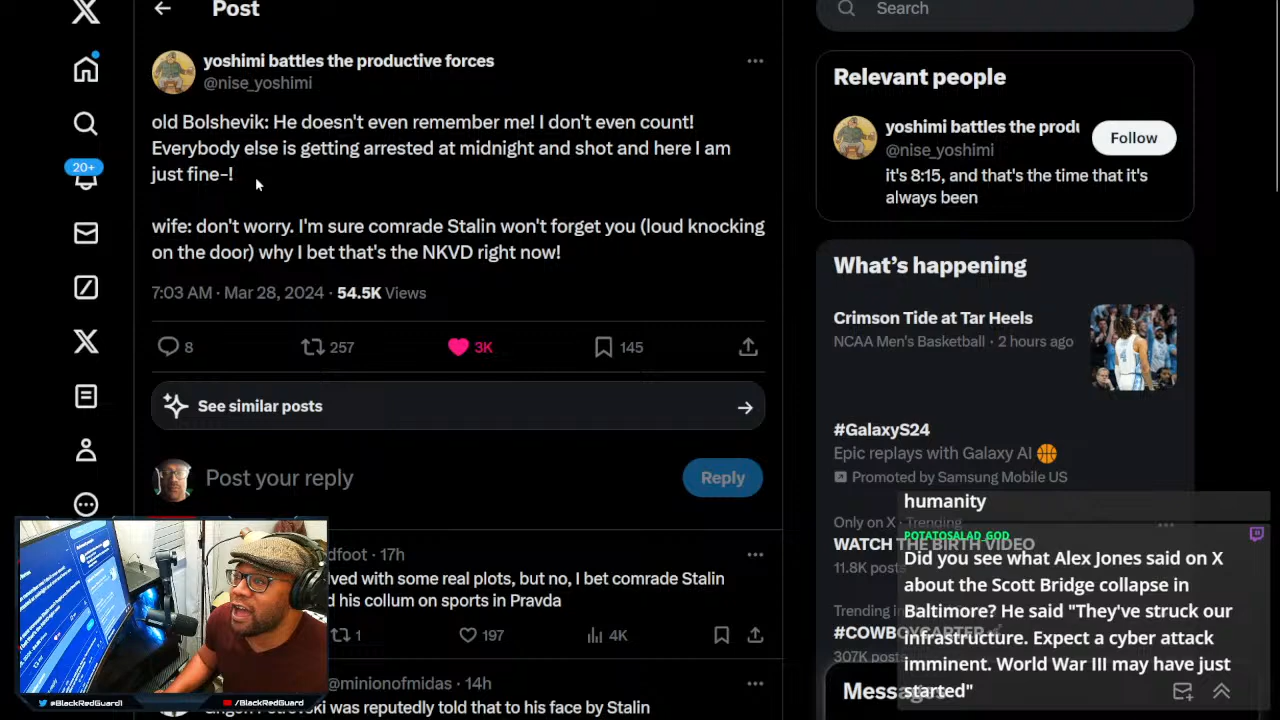 Post
Search
yoshimi battles the productive forces
@nise_yoshimi
old Bolshevik: He doesn't even remember me! I don't even count!
Everybody else is getting arrested at midnight and shot and here I am
just fine-!
wife: don't worry. I'm sure comrade Stalin won't forget you (loud knocking
on the door) why I bet that's the NKVD right now!
7:03 AM · Mar 28, 2024 · 54.5K Views
8
257
3K
145
See similar posts
Post your reply
Reply
dfoot · 17h
ved with some real plots, but no, I bet comrade Stalin
d his collum on sports in Pravda
1
197
4K
@minionofmidas · 14h
was reputedly told that to his face by Stalin
20+
Relevant people
yoshimi battles the produ
@nise_yoshimi
Follow
it's 8:15, and that's the time that it's
always been
What's happening
Crimson Tide at Tar Heels
NCAA Men's Basketball · 2 hours ago
#GalaxyS24
Epic replays with Galaxy AI
Promoted by Samsung Mobile US
Only on X · Trending
WATCH THE BIRTH VIDEO
11.8K posts
Trending in
#COWBOYCARTER
307K posts
Messages
humanity
POTATOSALAD_GOD
Did you see what Alex Jones said on X
about the Scott Bridge collapse in
Baltimore? He said "They've struck our
infrastructure. Expect a cyber attack
imminent. World War III may have just
started"
#BlackRedGuard1
/BlackRedGuard